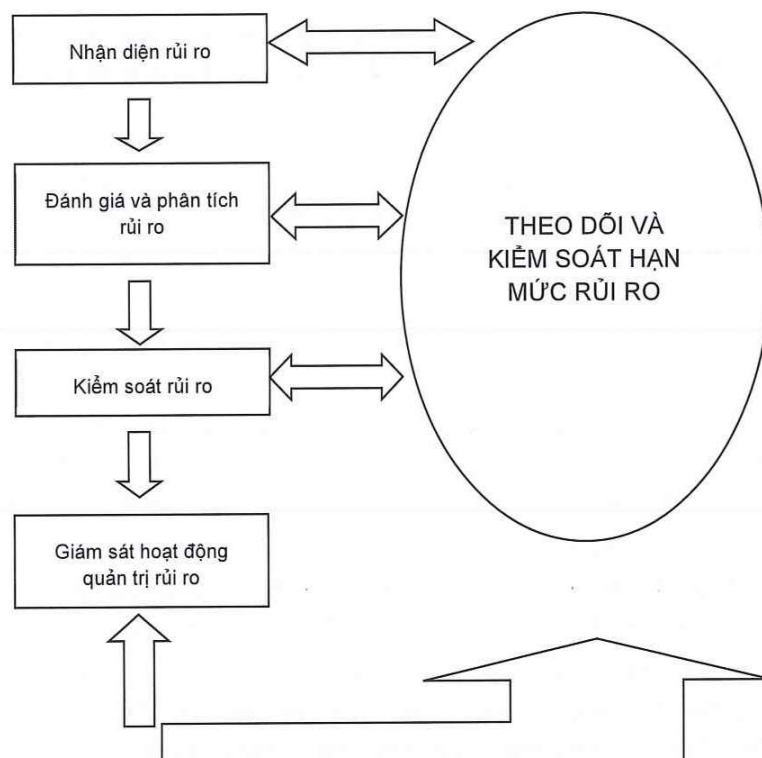 Nhận diện rủi ro
Đánh giá và phân tích
rủi ro
Kiểm soát rủi ro
Giám sát hoạt động
quản trị rủi ro
THEO DÕI VÀ
KIỂM SOÁT HẠN
MỨC RỦI RO